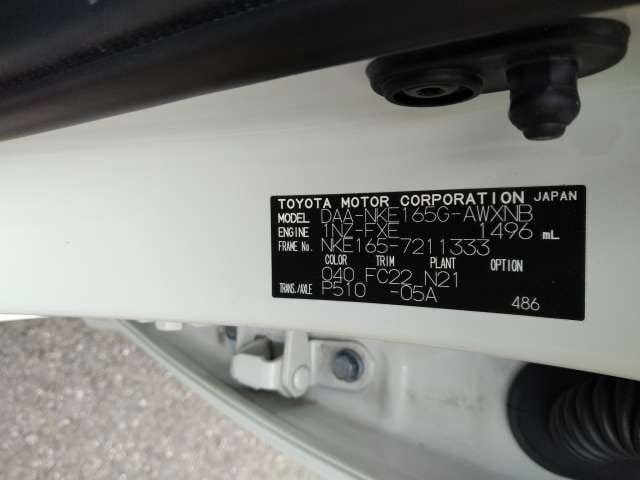 TOYOTA MOTOR CORPORATION JAPAN
MODEL DAA-NKE165G-AWXNB
ENGINE 1NZ-FXE 1496 mL
FRAME No. NKE165-7211333
COLOR TRIM PLANT OPTION
040 FC22 N21
TRANS./AXLE P510 -05A
486